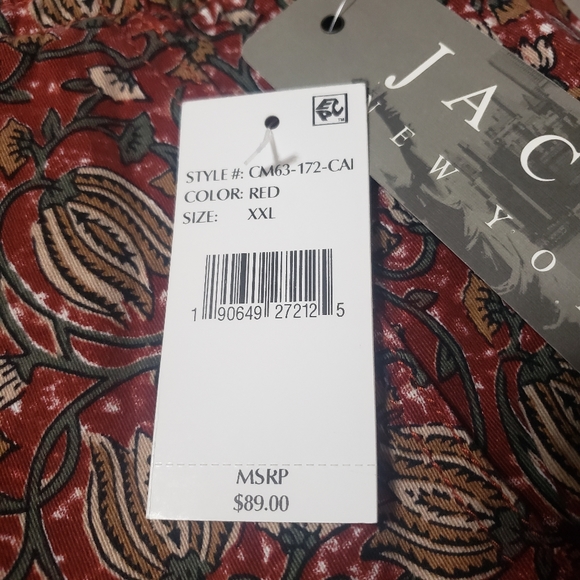 JAC
NEW YO
STYLE #: CM63-172-CAI
COLOR: RED
SIZE: XXL
1 90649 27212 5
MSRP
$89.00